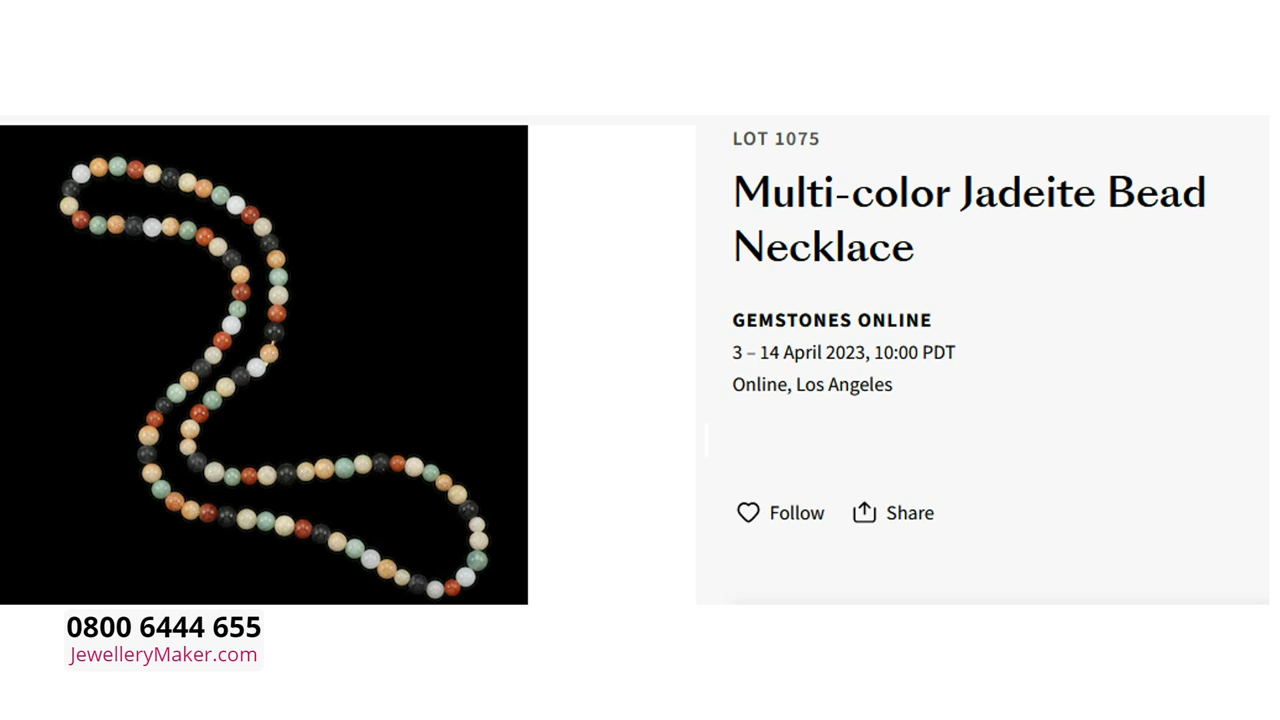 LOT 1075
Multi-color Jadeite Bead
Necklace
GEMSTONES ONLINE
3 – 14 April 2023, 10:00 PDT
Online, Los Angeles
Follow
Share
0800 6444 655
JewelleryMaker.com